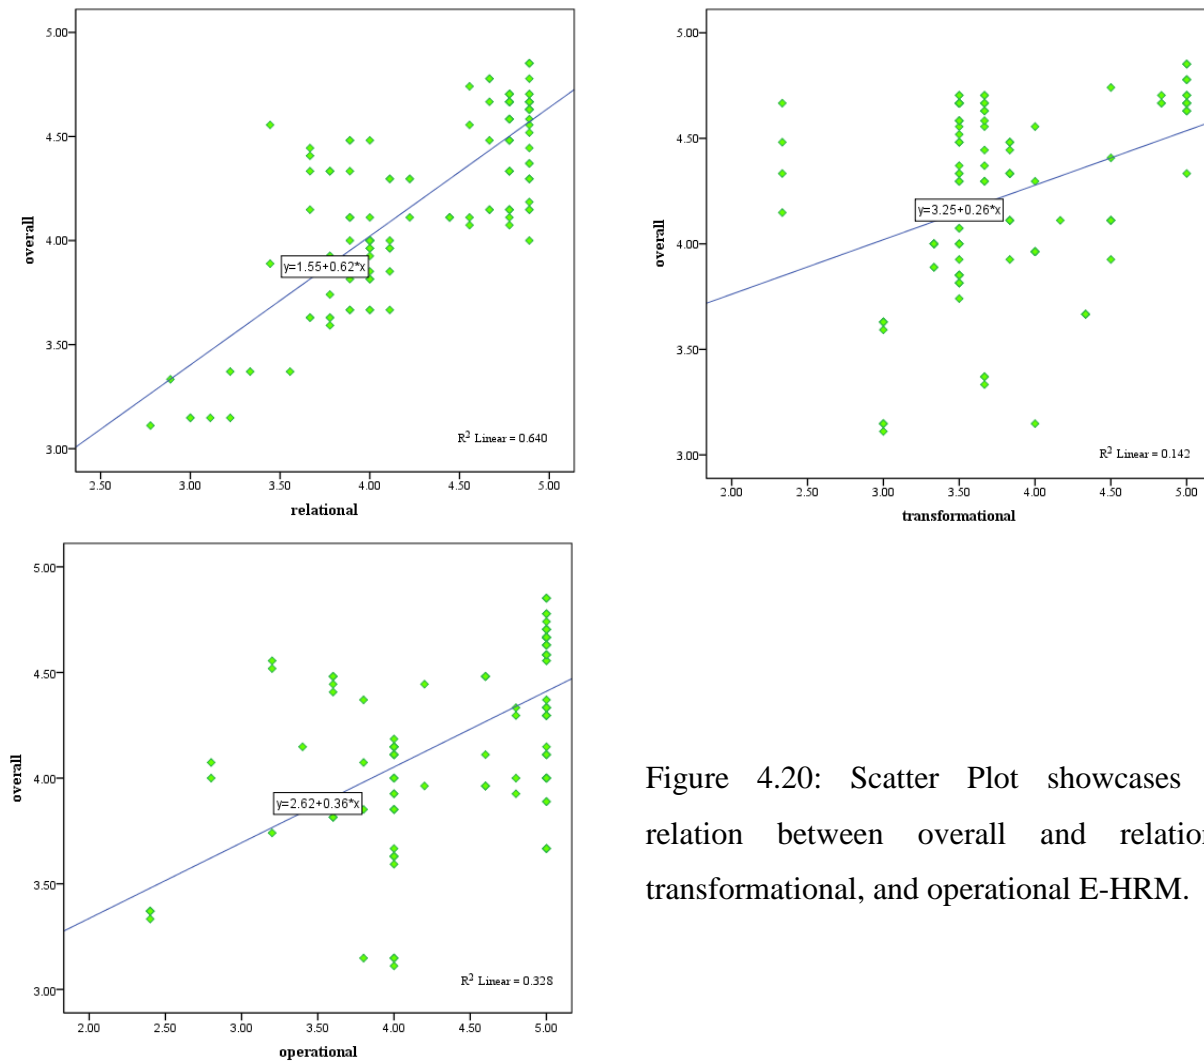 5.00
4.50
4.00
3.50
3.00
overall
y=1.55+0.62*x
R² Linear = 0.640
2.50 3.00 3.50 4.00 4.50 5.00
relational
5.00
4.50
4.00
3.50
3.00
overall
y=3.25+0.26*x
R² Linear = 0.142
2.00 3.00 3.50 4.00 4.50 5.00
transformational
5.00
4.50
4.00
3.50
3.00
overall
y=2.62+0.36*x
R² Linear = 0.328
2.00 2.50 3.00 3.50 4.00 4.50 5.00
operational
Figure 4.20: Scatter Plot showcases
relation between overall and relation
transformational, and operational E-HRM.